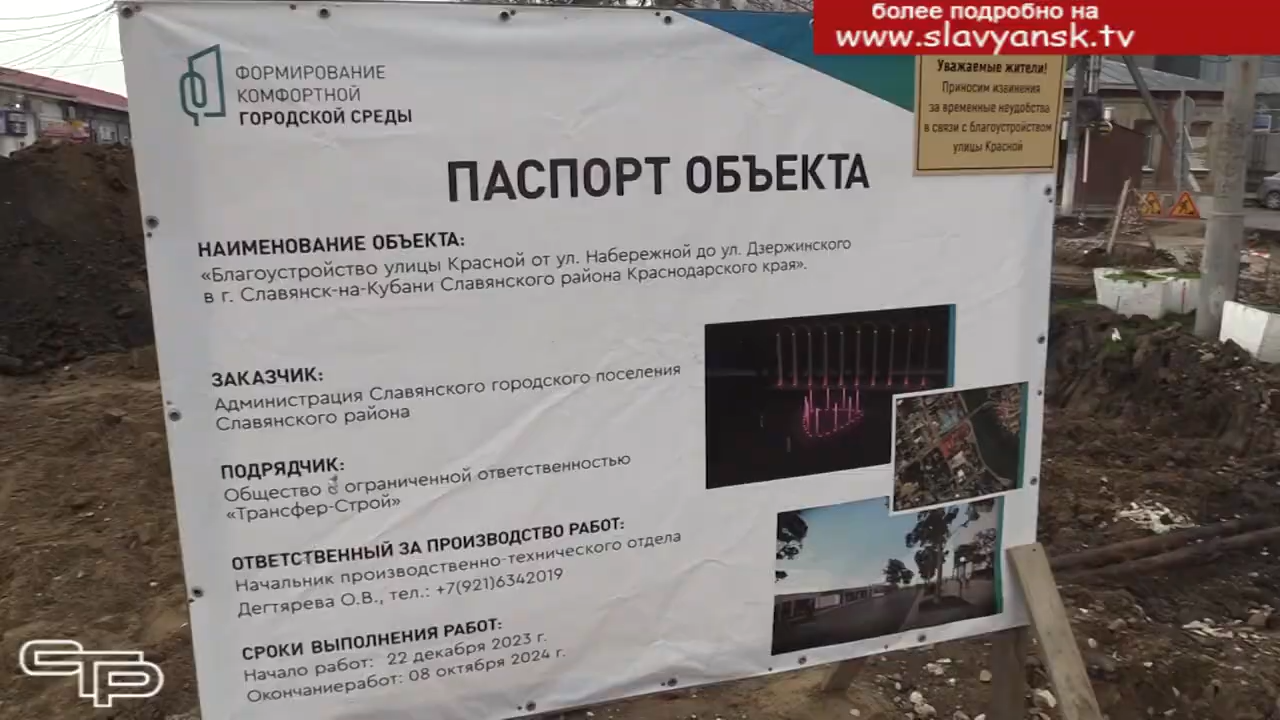 более подробно на
www.slavyansk.tv
Уважаемые жители!
Приносим извинения
за временные неудобства
в связи с благоустройством
улицы Красной
ФОРМИРОВАНИЕ
КОМФОРТНОЙ
ГОРОДСКОЙ СРЕДЫ
ПАСПОРТ ОБЪЕКТА
НАИМЕНОВАНИЕ ОБЪЕКТА:
«Благоустройство улицы Красной от ул. Набережной до ул. Дзержинского
в г. Славянск-на-Кубани Славянского района Краснодарского края».
ЗАКАЗЧИК:
Администрация Славянского городского поселения
Славянского района
ПОДРЯДЧИК:
Общество с ограниченной ответственностью
«Трансфер-Строй»
ОТВЕТСТВЕННЫЙ ЗА ПРОИЗВОДСТВО РАБОТ:
Начальник производственно-технического отдела
Дегтярева О.В., тел.: +7(921)6342019
СРОКИ ВЫПОЛНЕНИЯ РАБОТ:
Начало работ: 22 декабря 2023 г.
Окончаниеработ: 08 октября 2024 г.
СТР